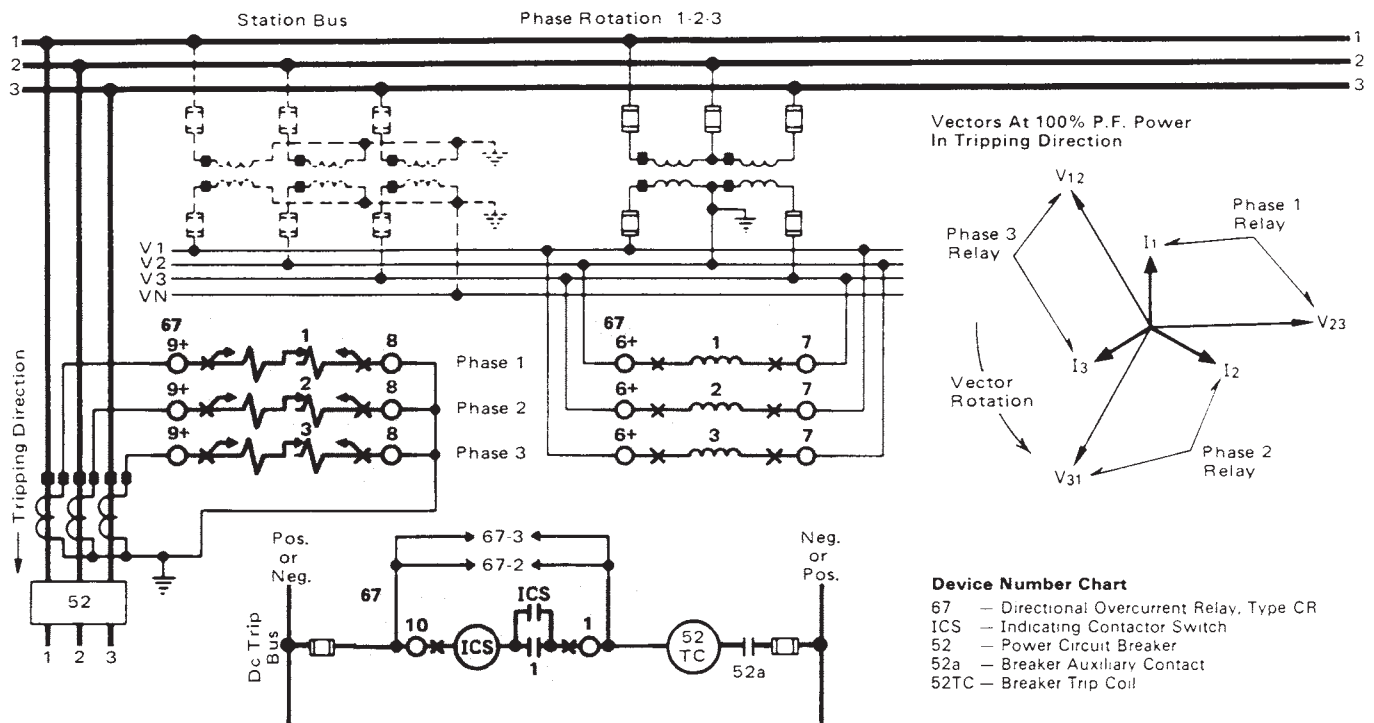 Station Bus
Phase Rotation 1-2-3
1
1
2
2
3
3
Vectors At 100% P.F. Power
In Tripping Direction
V12
Phase 1
Relay
Phase 3
Relay
I1
V23
I3
I2
Vector
Rotation
Phase 2
Relay
V31
V1
V2
V3
VN
67
9+
1
8
Phase 1
9+
2
8
Phase 2
9+
3
8
Phase 3
67
6+
1
7
6+
2
7
6+
3
7
Tripping Direction
52
1 2 3
Pos.
or
Neg.
67-3
67-2
Neg.
or
Pos.
67
ICS
10
ICS
1
1
52
TC
52a
Dc Trip
Bus
Device Number Chart
67 — Directional Overcurrent Relay, Type CR
ICS — Indicating Contactor Switch
52 — Power Circuit Breaker
52a — Breaker Auxiliary Contact
52TC — Breaker Trip Coil